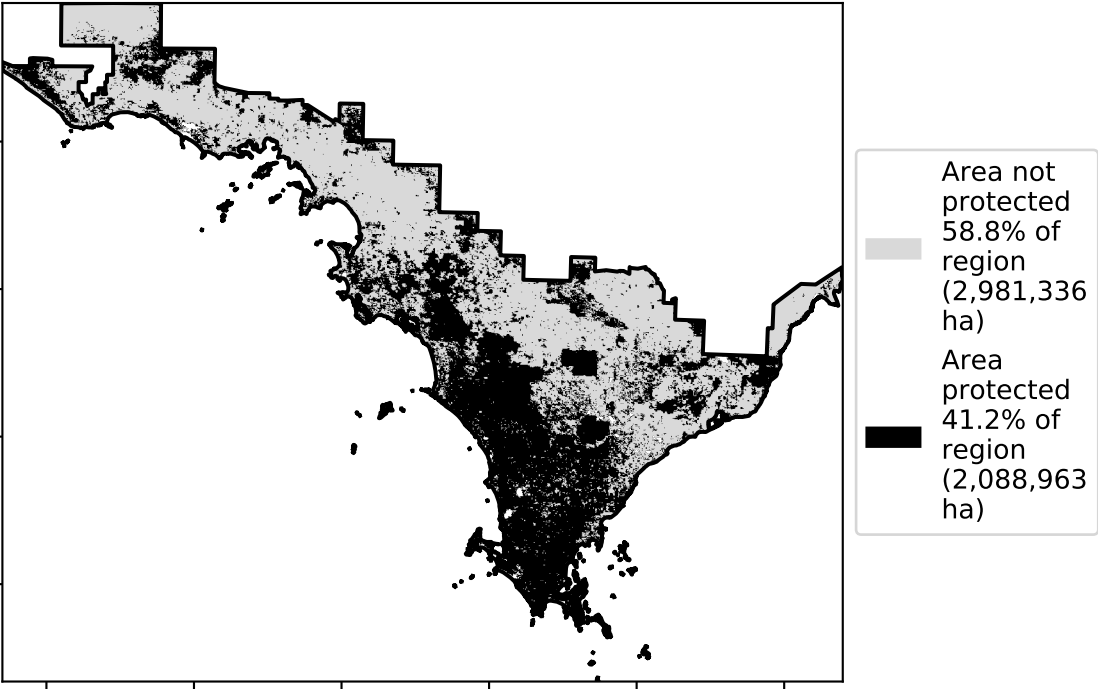 Area not
protected
58.8% of
region
(2,981,336
ha)
Area
protected
41.2% of
region
(2,088,963
ha)